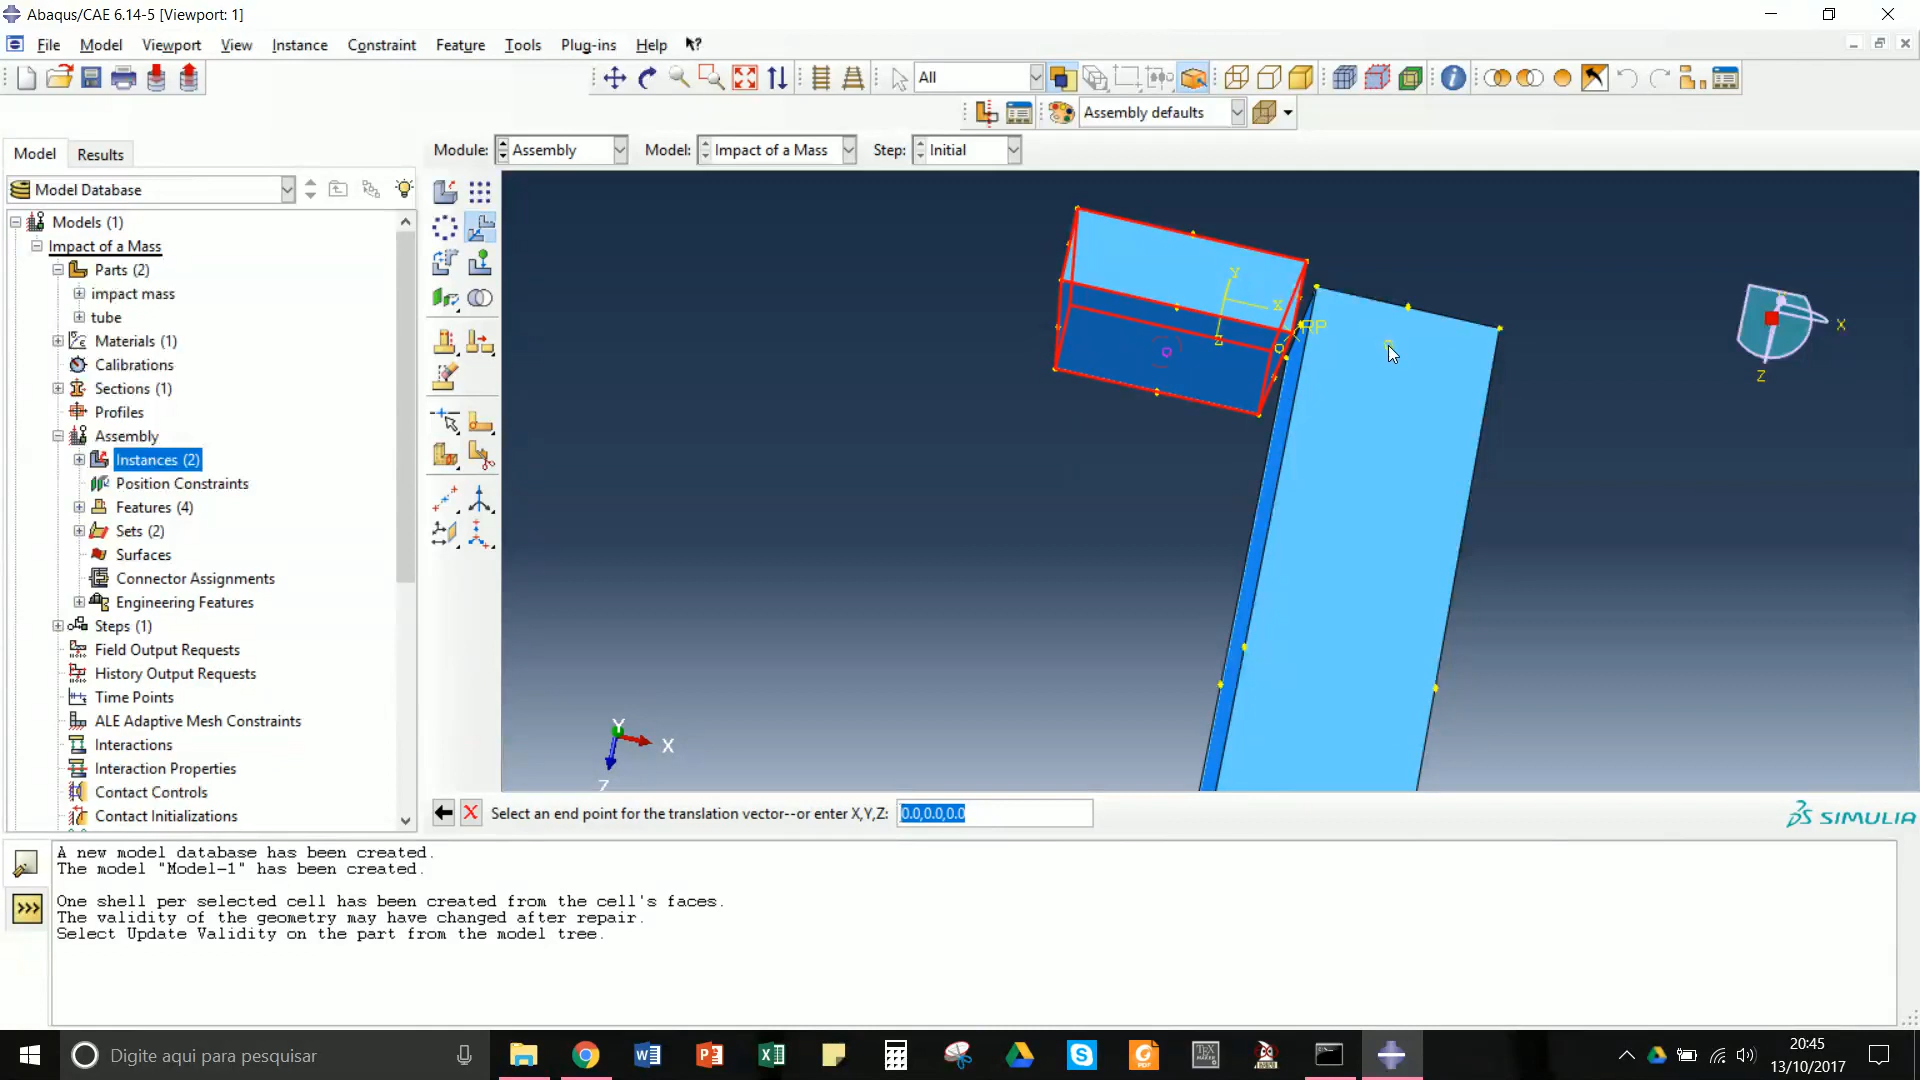 Abaqus/CAE 6.14-5 [Viewport: 1]
File Model Viewport View Instance Constraint Feature Tools Plug-ins Help
All
Assembly defaults
Model Results
Module: Assembly Model: Impact of a Mass Step: Initial
Model Database
Models (1)
Impact of a Mass
Parts (2)
impact mass
tube
Materials (1)
Calibrations
Sections (1)
Profiles
Assembly
Instances (2)
Position Constraints
Features (4)
Sets (2)
Surfaces
Connector Assignments
Engineering Features
Steps (1)
Field Output Requests
History Output Requests
Time Points
ALE Adaptive Mesh Constraints
Interactions
Interaction Properties
Contact Controls
Contact Initializations
Y
X
Z
RP
X
Z
Y
X
Z
Select an end point for the translation vector--or enter X,Y,Z: 0.0,0.0,0.0
SIMULIA
A new model database has been created.
The model "Model-1" has been created.
One shell per selected cell has been created from the cell's faces.
The validity of the geometry may have changed after repair.
Select Update Validity on the part from the model tree.
Digite aqui para pesquisar
20:45
13/10/2017